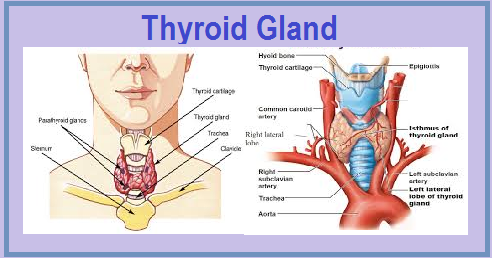 Thyroid Gland
Thyroid cartilage
Thyroid gland
Parathyroid glands
Trachea
Sternum
Clavicle
Hyoid bone
Thyroid cartilage
Epiglottis
Common carotid
artery
Right lateral
lobe
Isthmus of
thyroid gland
Right
subclavian
artery
Left subclavian
artery
Trachea
Left lateral
lobe of thyroid
gland
Aorta